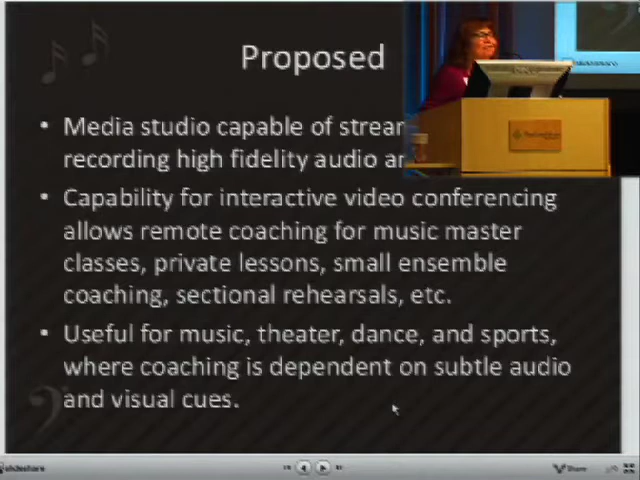 Proposed
• Media studio capable of
recording high fidelity audio
• Capability for interactive video conferencing
allows remote coaching for music master
classes, private lessons, small ensemble
coaching, sectional rehearsals, etc.
• Useful for music, theater, dance, and sports,
where coaching is dependent on subtle audio
and visual cues.
slideshare
Share